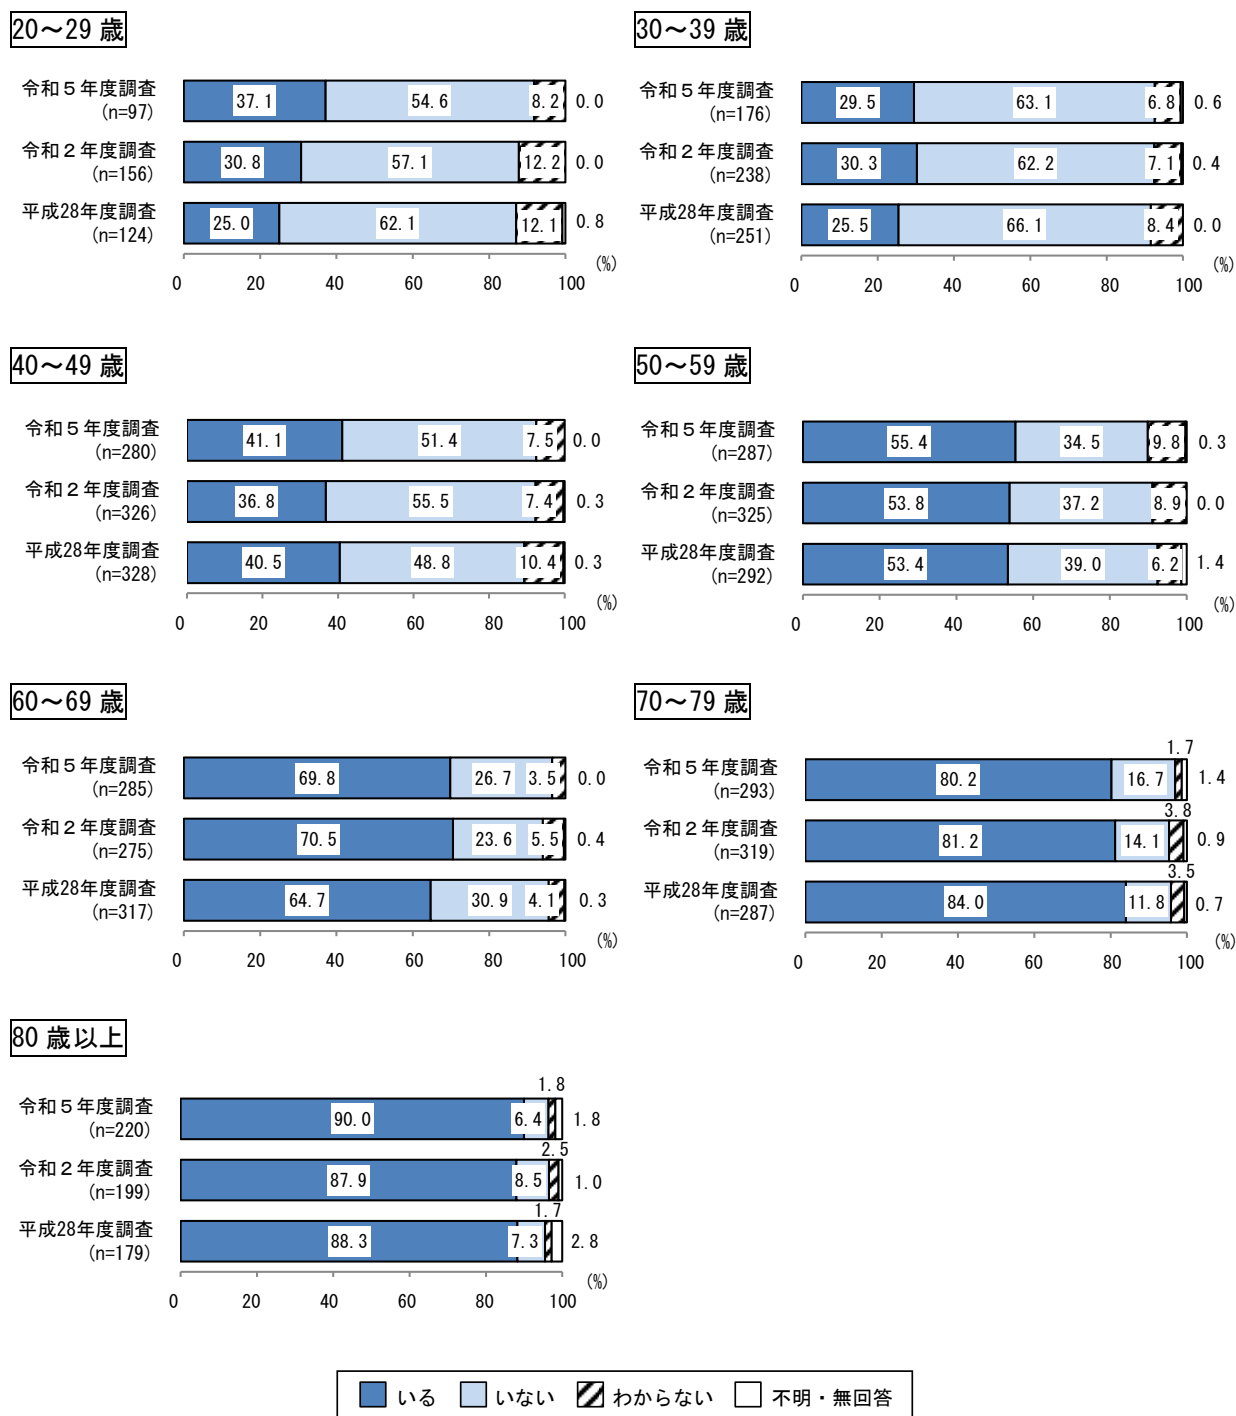 20～29 歳
令和５年度調査
(n=97)
37.1 54.6 8.2 0.0
令和２年度調査
(n=156)
30.8 57.1 12.2 0.0
平成28年度調査
(n=124)
25.0 62.1 12.1 0.8
(%)
0 20 40 60 80 100
30～39 歳
令和５年度調査
(n=176)
29.5 63.1 6.8 0.6
令和２年度調査
(n=238)
30.3 62.2 7.1 0.4
平成28年度調査
(n=251)
25.5 66.1 8.4 0.0
(%)
0 20 40 60 80 100
40～49 歳
令和５年度調査
(n=280)
41.1 51.4 7.5 0.0
令和２年度調査
(n=326)
36.8 55.5 7.4 0.3
平成28年度調査
(n=328)
40.5 48.8 10.4 0.3
(%)
0 20 40 60 80 100
50～59 歳
令和５年度調査
(n=287)
55.4 34.5 9.8 0.3
令和２年度調査
(n=325)
53.8 37.2 8.9 0.0
平成28年度調査
(n=292)
53.4 39.0 6.2 1.4
(%)
0 20 40 60 80 100
60～69 歳
令和５年度調査
(n=285)
69.8 26.7 3.5 0.0
令和２年度調査
(n=275)
70.5 23.6 5.5 0.4
平成28年度調査
(n=317)
64.7 30.9 4.1 0.3
(%)
0 20 40 60 80 100
70～79 歳
令和５年度調査
(n=293)
80.2 16.7 1.7 1.4
令和２年度調査
(n=319)
81.2 14.1 3.8 0.9
平成28年度調査
(n=287)
84.0 11.8 3.5 0.7
(%)
0 20 40 60 80 100
80 歳以上
令和５年度調査
(n=220)
90.0 6.4 1.8 1.8
令和２年度調査
(n=199)
87.9 8.5 2.5 1.0
平成28年度調査
(n=179)
88.3 7.3 1.7 2.8
(%)
0 20 40 60 80 100
いる いない わからない 不明・無回答